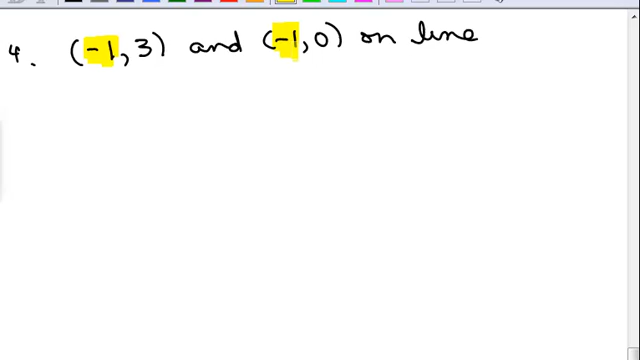 4. (-1, 3) and (-1, 0) on line